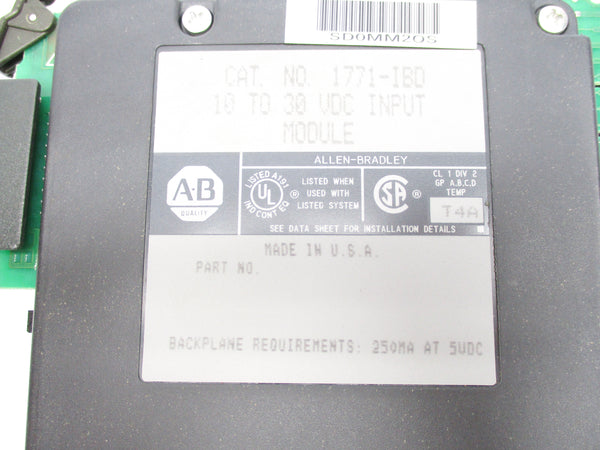 SD0MM20S
CAT. NO. 1771-IBD
10 TO 30 VDC INPUT
MODULE
ALLEN-BRADLEY
A-B
QUALITY
LISTED A191
UL
IND CONT EQ
®
LISTED WHEN
USED WITH
LISTED SYSTEM
SA
®
CL 1 DIV 2
GP A,B,C,D
TEMP
T4A
SEE DATA SHEET FOR INSTALLATION DETAILS
MADE IN U.S.A.
PART NO.
BACKPLANE REQUIREMENTS: 250MA AT 5VDC